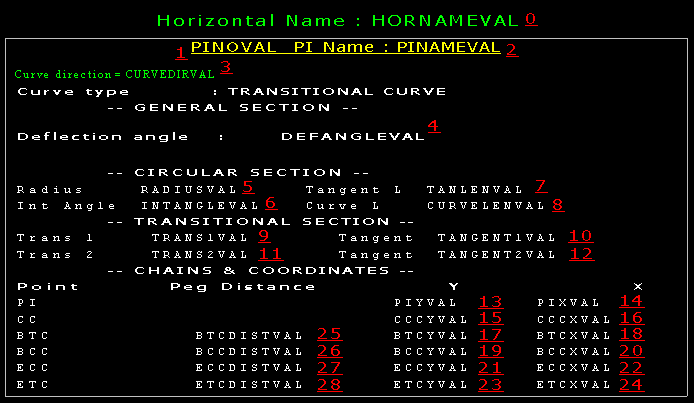 Horizontal Name : HORNAMEVAL 0
1 PINOVAL PI Name : PINAMEVAL 2
Curve direction = CURVEDIRVAL 3
Curve type : TRANSITIONAL CURVE
-- GENERAL SECTION --
Deflection angle : DEFANGLEVAL 4
-- CIRCULAR SECTION --
Radius RADIUSVAL 5 Tangent L TANLENVAL 7
Int Angle INTANGLEVAL 6 Curve L CURVELENVAL 8
-- TRANSITIONAL SECTION --
Trans 1 TRANS1VAL 9 Tangent TANGENT1VAL 10
Trans 2 TRANS2VAL 11 Tangent TANGENT2VAL 12
-- CHAINS & COORDINATES --
Point Peg Distance Y X
PI PIYVAL 13 PIXVAL 14
CC CCCYVAL 15 CCCXVAL 16
BTC BTCDISTVAL 25 BTCYVAL 17 BTCXVAL 18
BCC BCCDISTVAL 26 BCCYVAL 19 BCCXVAL 20
ECC ECCDISTVAL 27 ECCYVAL 21 ECCXVAL 22
ETC ETCDISTVAL 28 ETCYVAL 23 ETCXVAL 24